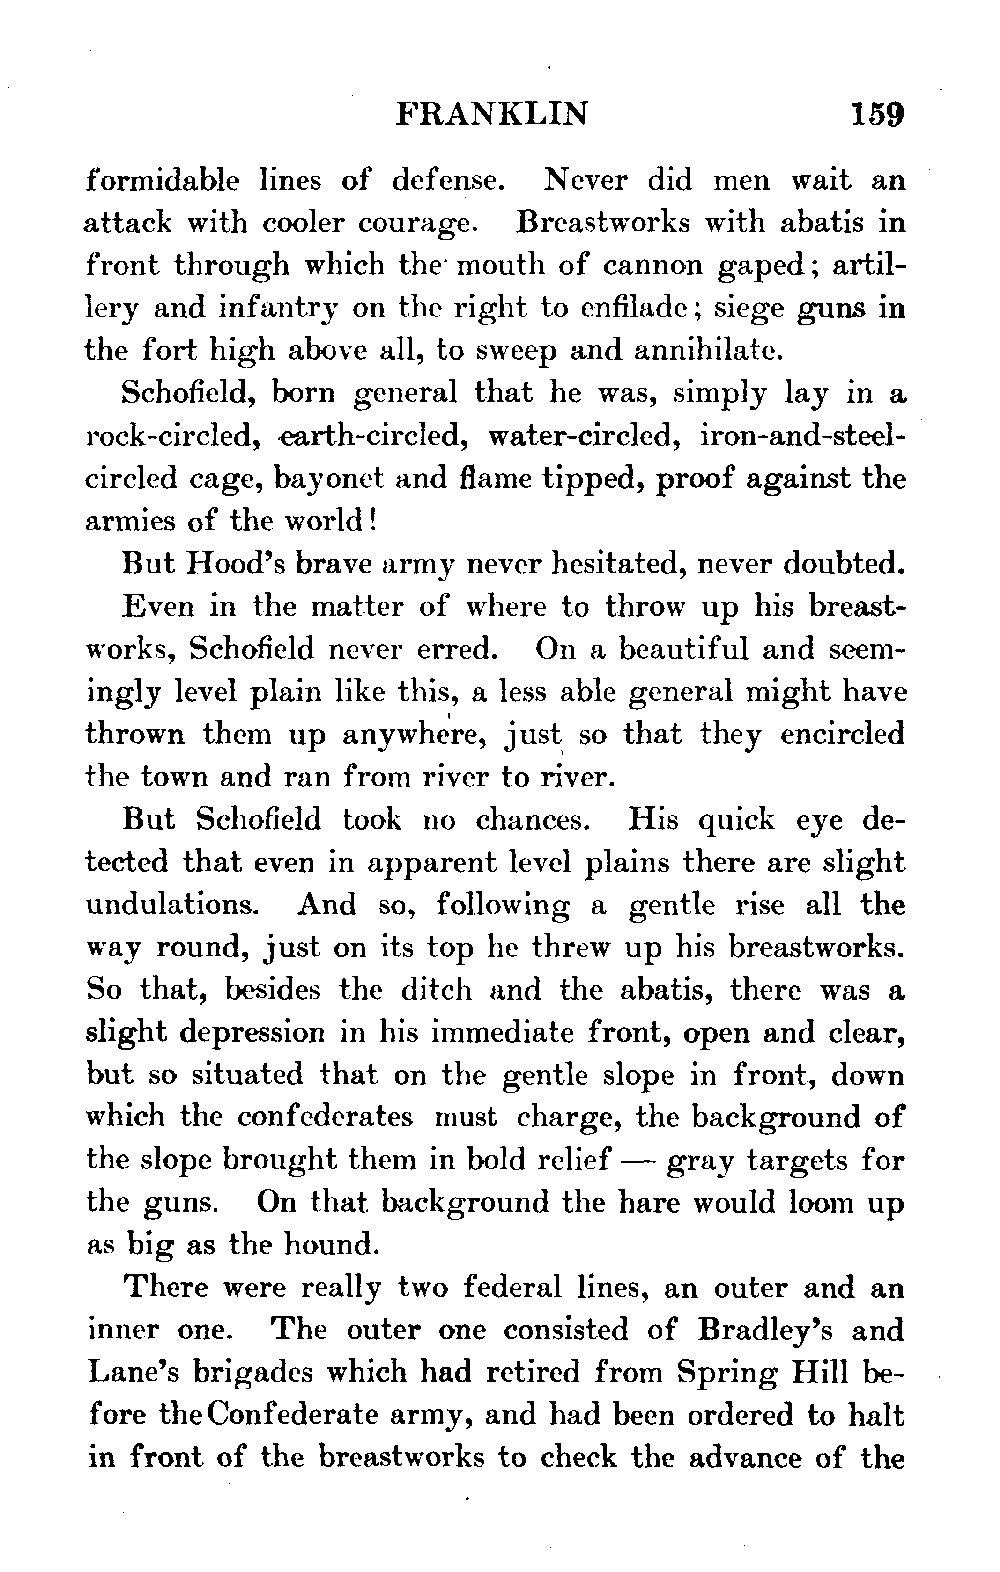 FRANKLIN 159
formidable lines of defense. Never did men wait an
attack with cooler courage. Breastworks with abatis in
front through which the mouth of cannon gaped; artil-
lery and infantry on the right to enfilade; siege guns in
the fort high above all, to sweep and annihilate.
Schofield, born general that he was, simply lay in a
rock-circled, earth-circled, water-circled, iron-and-steel-
circled cage, bayonet and flame tipped, proof against the
armies of the world!
But Hood's brave army never hesitated, never doubted.
Even in the matter of where to throw up his breast-
works, Schofield never erred. On a beautiful and seem-
ingly level plain like this, a less able general might have
thrown them up anywhere, just so that they encircled
the town and ran from river to river.
But Schofield took no chances. His quick eye de-
tected that even in apparent level plains there are slight
undulations. And so, following a gentle rise all the
way round, just on its top he threw up his breastworks.
So that, besides the ditch and the abatis, there was a
slight depression in his immediate front, open and clear,
but so situated that on the gentle slope in front, down
which the confederates must charge, the background of
the slope brought them in bold relief — gray targets for
the guns. On that background the hare would loom up
as big as the hound.
There were really two federal lines, an outer and an
inner one. The outer one consisted of Bradley's and
Lane's brigades which had retired from Spring Hill be-
fore the Confederate army, and had been ordered to halt
in front of the breastworks to check the advance of the